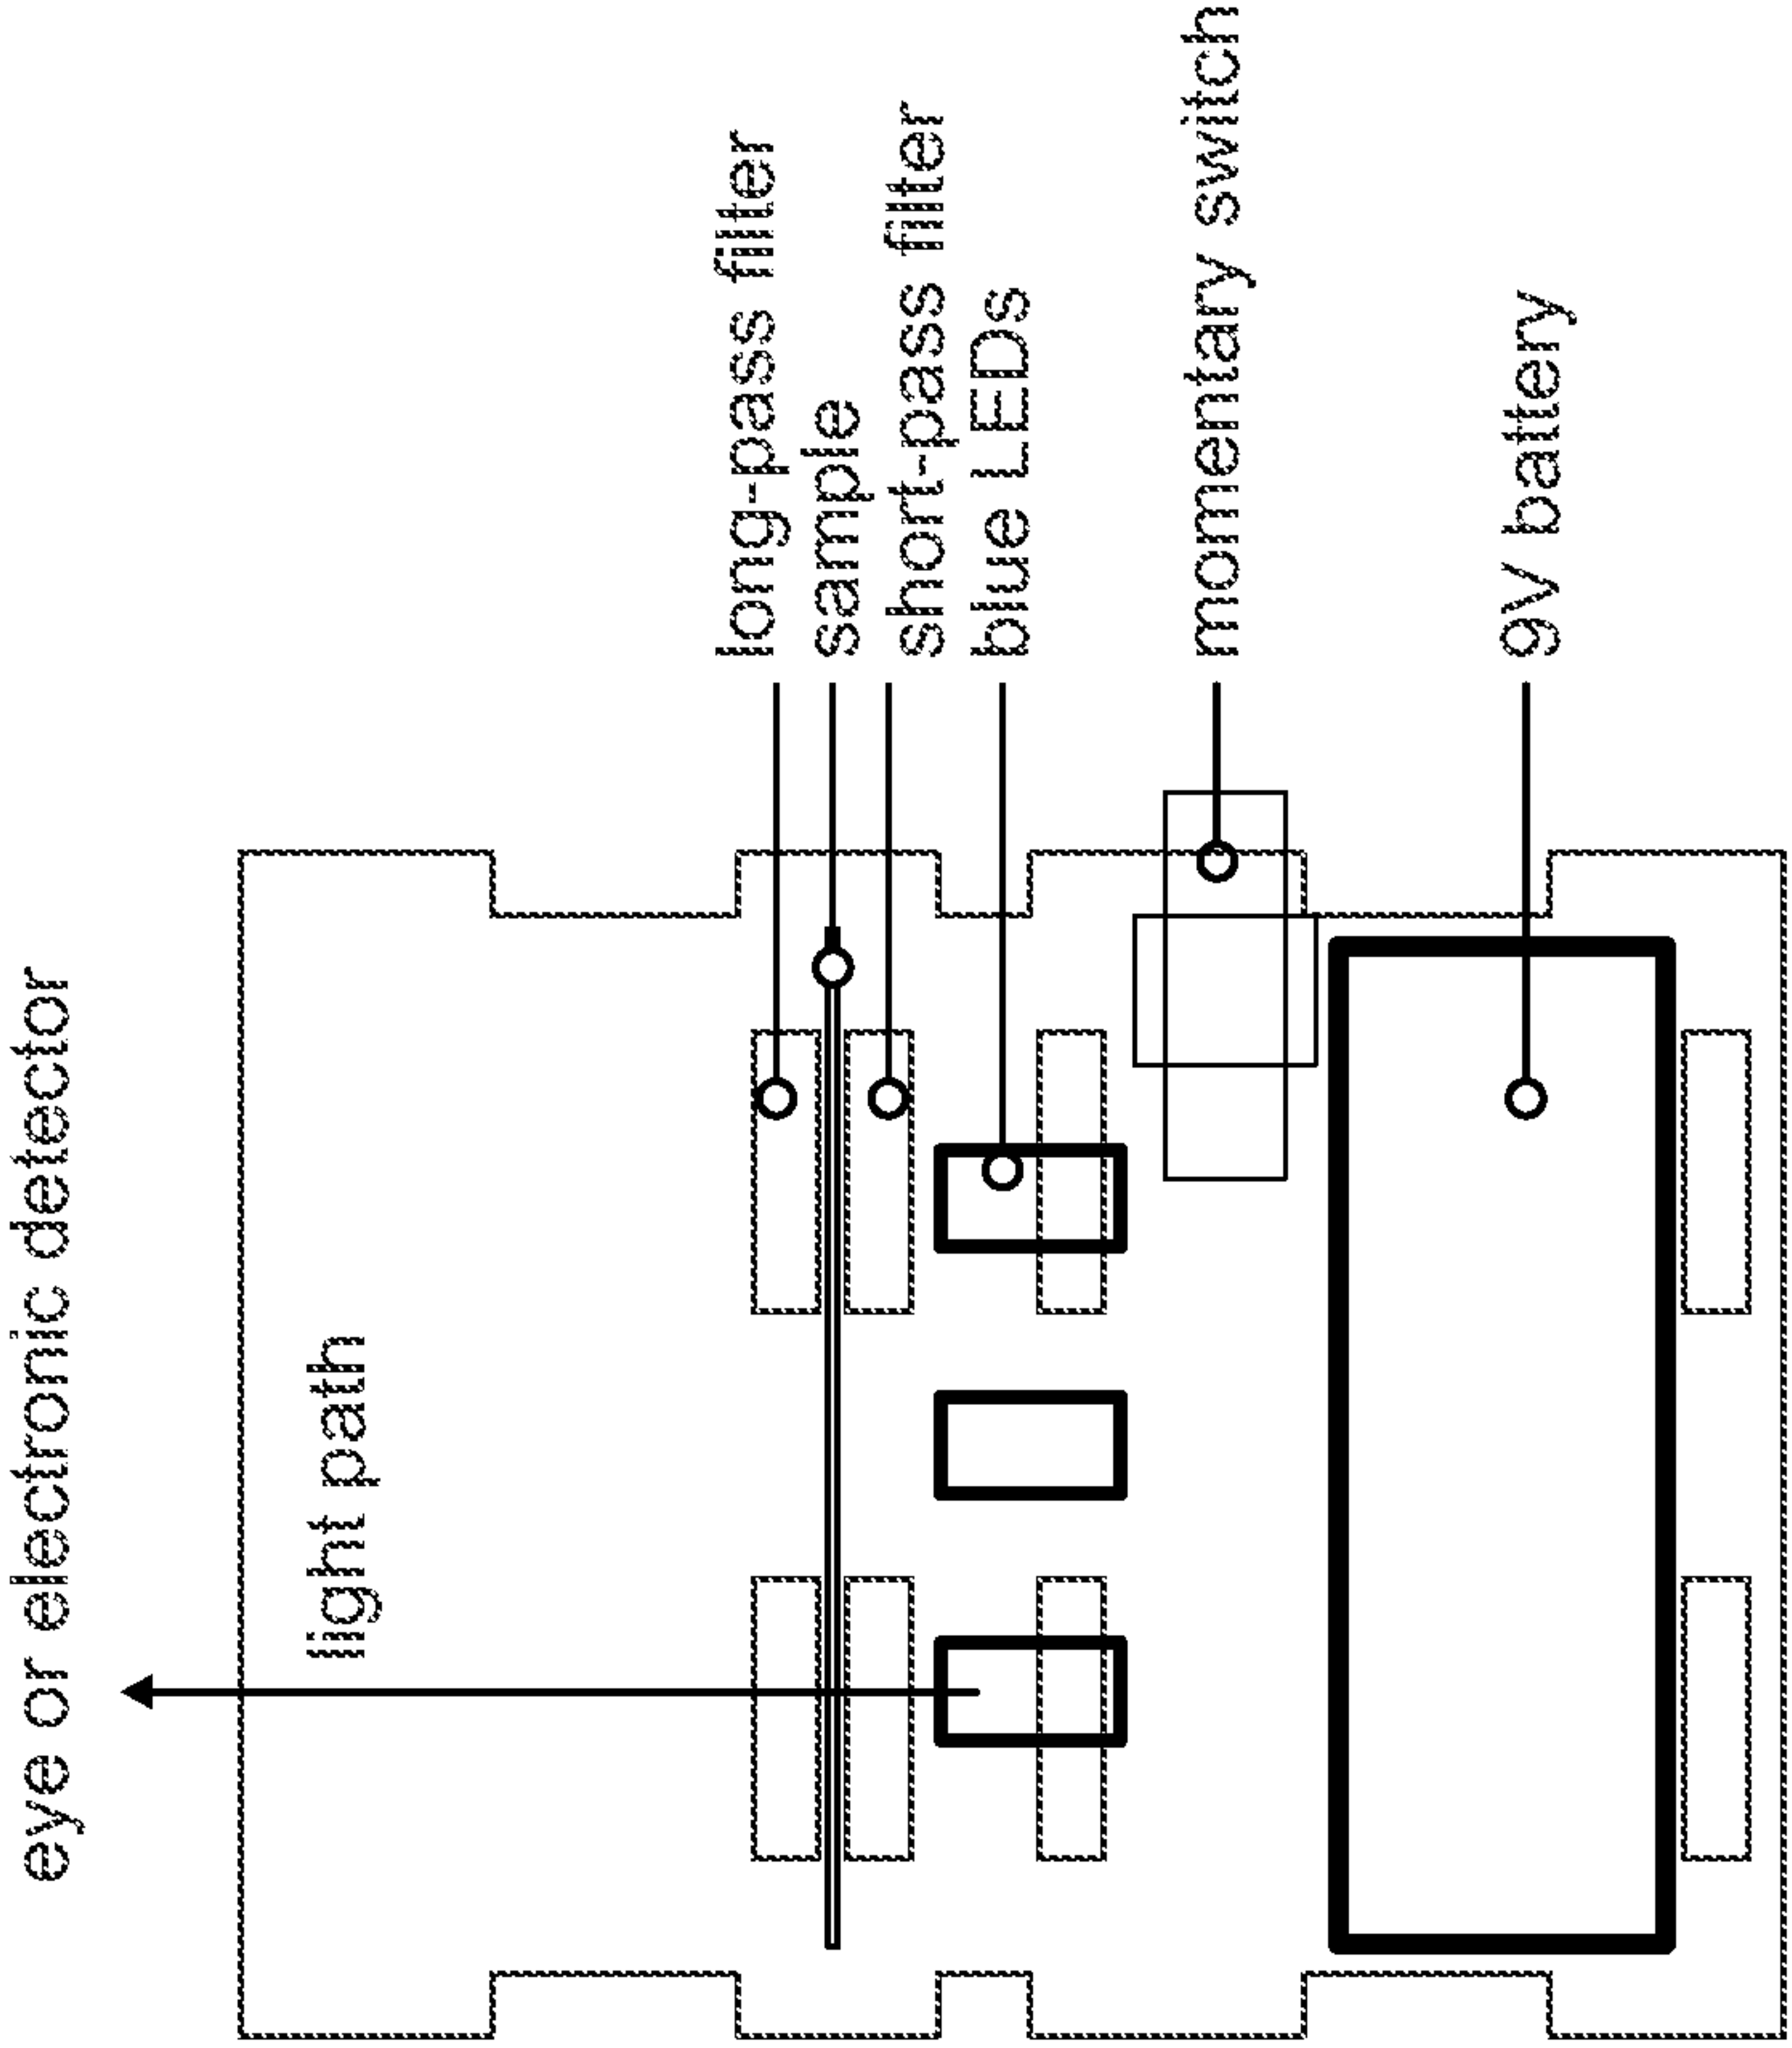 eye or electronic detector
light path
long-pass filter
sample
short-pass filter
blue LEDs
momentary switch
9V battery